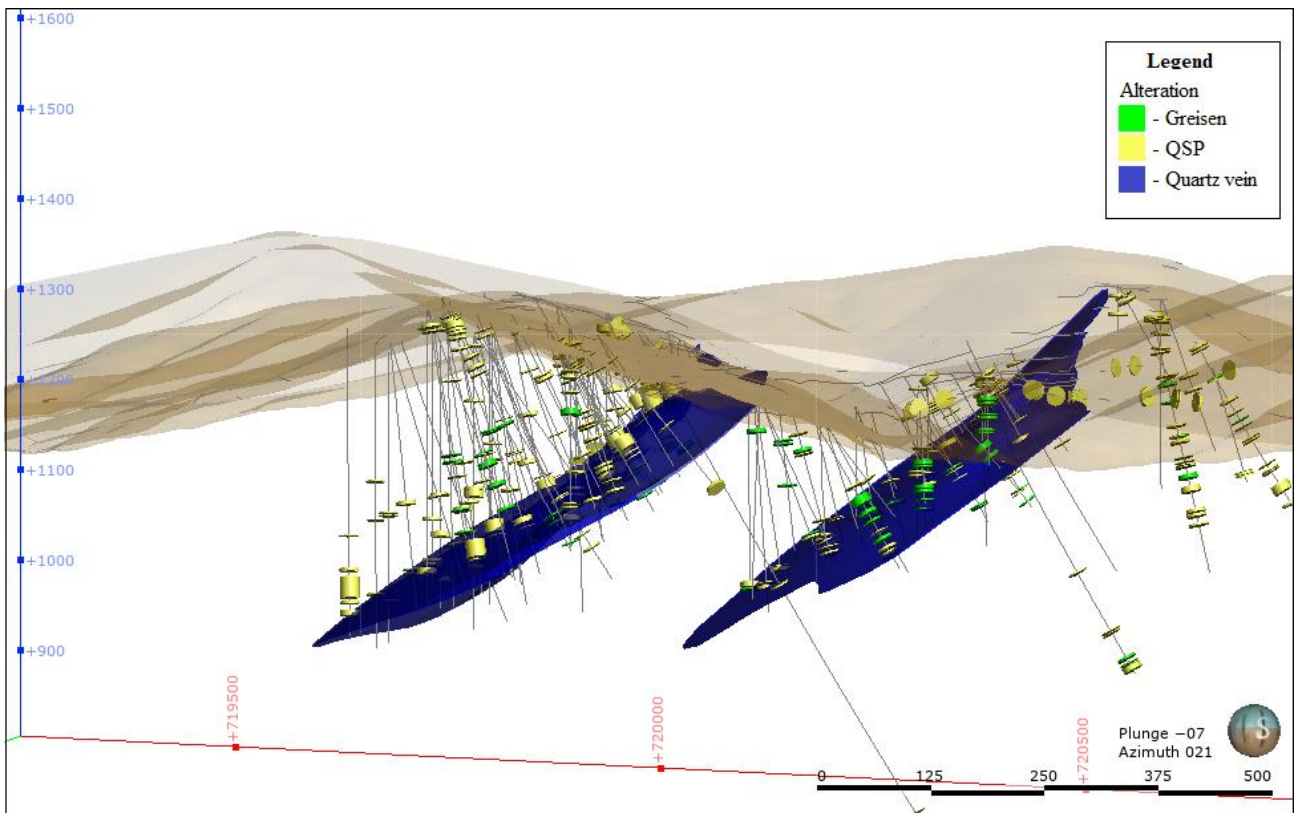 +1600
+1500
+1400
+1300
+1200
+1100
+1000
+900
Legend
Alteration
- Greisen
- QSP
- Quartz vein
+719500
+720000
+720500
Plunge −07
Azimuth 021
S
0 125 250 375 500